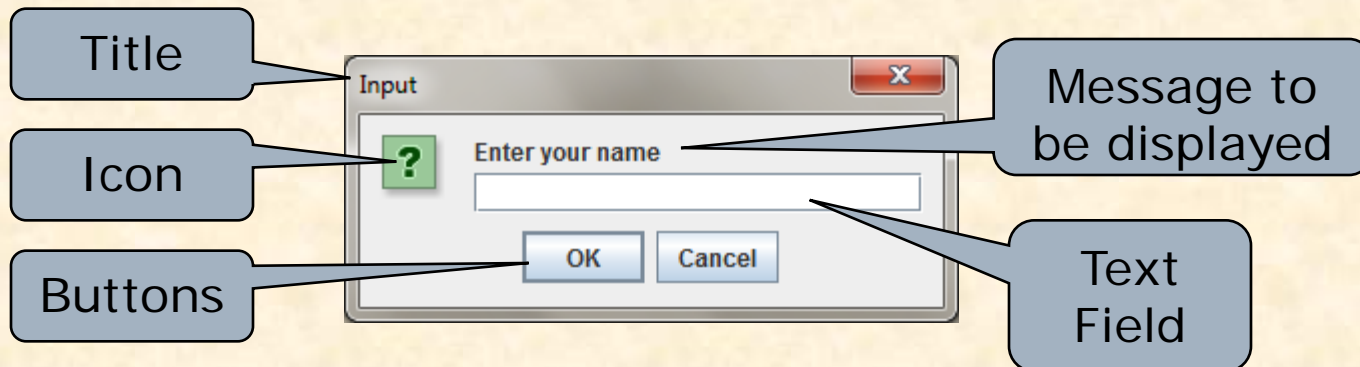 Title
Input
x
Message to
be displayed
Icon
?
Enter your name
Buttons
OK
Cancel
Text
Field